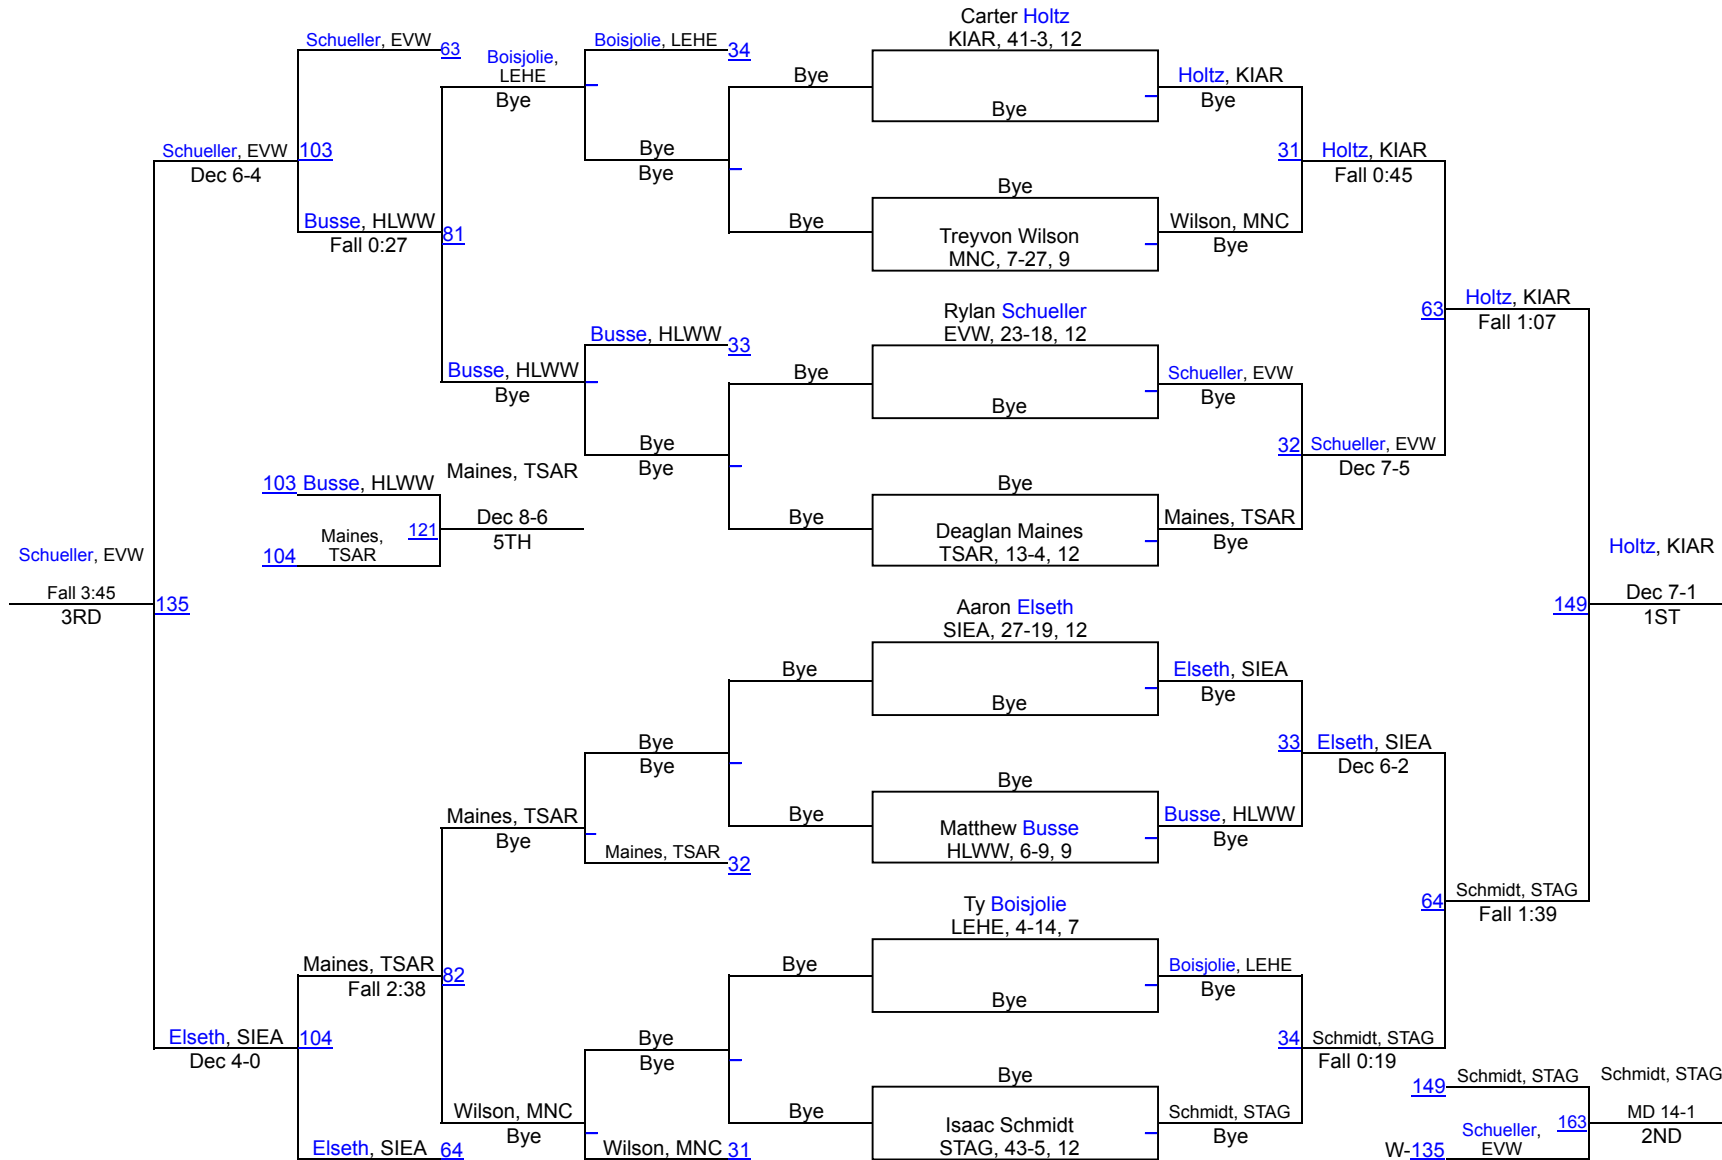 Carter Holtz
KIAR, 41-3, 12
Schueller, EVW 63
Boisjolie,
LEHE
Bye
Boisjolie, LEHE 34
Bye
Bye
Holtz, KIAR
Bye
Schueller, EVW 103
Dec 6-4
Bye
Bye
31 Holtz, KIAR
Fall 0:45
Busse, HLWW
Fall 0:27
81
Bye
Bye
Treyvon Wilson
MNC, 7-27, 9
Wilson, MNC
Bye
Rylan Schueller
EVW, 23-18, 12
63 Holtz, KIAR
Fall 1:07
Busse, HLWW 33
Busse, HLWW
Bye
Bye
Bye
Schueller, EVW
Bye
Bye
Bye
32 Schueller, EVW
Dec 7-5
103 Busse, HLWW
Maines, TSAR
Maines,
TSAR
104
121
Dec 8-6
5TH
Bye
Bye
Deaglan Maines
TSAR, 13-4, 12
Maines, TSAR
Bye
Schueller, EVW
Fall 3:45
3RD
135
Holtz, KIAR
149 Dec 7-1
1ST
Aaron Elseth
SIEA, 27-19, 12
Bye
Bye
Elseth, SIEA
Bye
Bye
Bye
33 Elseth, SIEA
Dec 6-2
Maines, TSAR
Bye
Maines, TSAR 32
Bye
Bye
Matthew Busse
HLWW, 6-9, 9
Busse, HLWW
Bye
Ty Boisjolie
LEHE, 4-14, 7
64 Schmidt, STAG
Fall 1:39
Maines, TSAR
Fall 2:38
82
Bye
Bye
Boisjolie, LEHE
Bye
Elseth, SIEA 104
Dec 4-0
Bye
Bye
34 Schmidt, STAG
Fall 0:19
Wilson, MNC
Bye
Elseth, SIEA 64
Wilson, MNC 31
Bye
Bye
Isaac Schmidt
STAG, 43-5, 12
Schmidt, STAG
Bye
149 Schmidt, STAG
Schmidt, STAG
Schueller,
EVW
W-135
163
MD 14-1
2ND